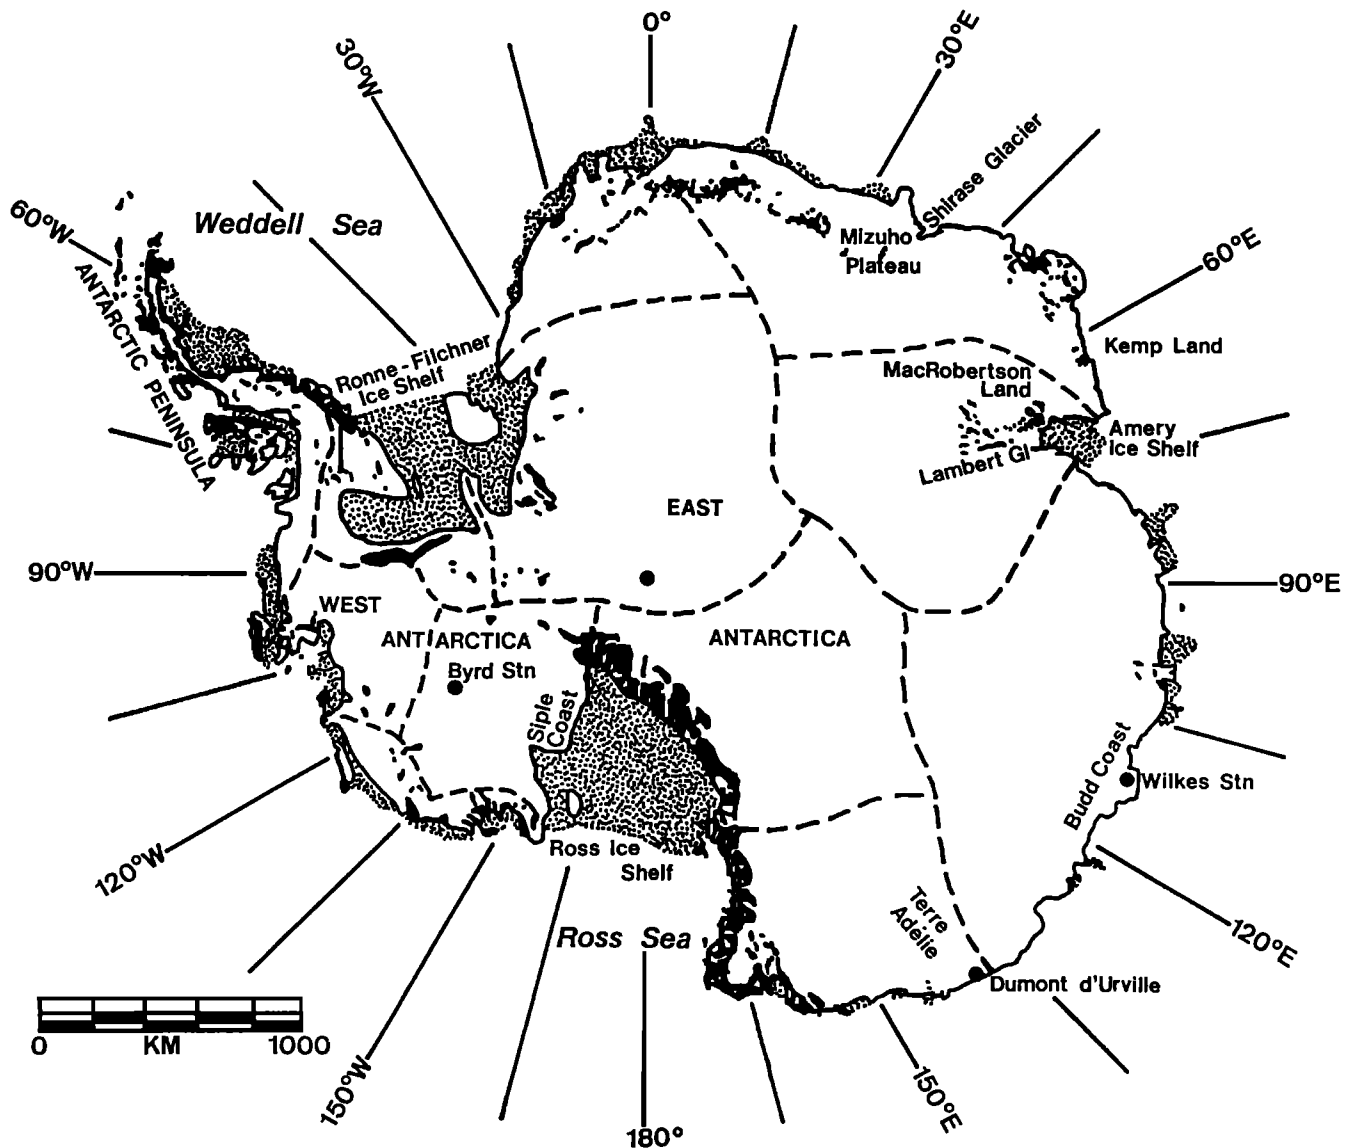 0°
30°W
30°E
Shirase Glacier
60°W
Weddell Sea
Mizuho
Plateau
60°E
ANTARCTIC PENINSULA
Ronne-Filchner
Ice Shelf
Kemp Land
MacRobertson
Land
Amery
Ice Shelf
Lambert Gl
EAST
90°W
90°E
WEST
ANTARCTICA
ANTARCTICA
Byrd Stn
Siple
Coast
Budd Coast
Wilkes Stn
Ross Ice
Shelf
120°W
Terre
Adélie
120°E
Ross Sea
Dumont d'Urville
0 KM 1000
150°W
150°E
180°